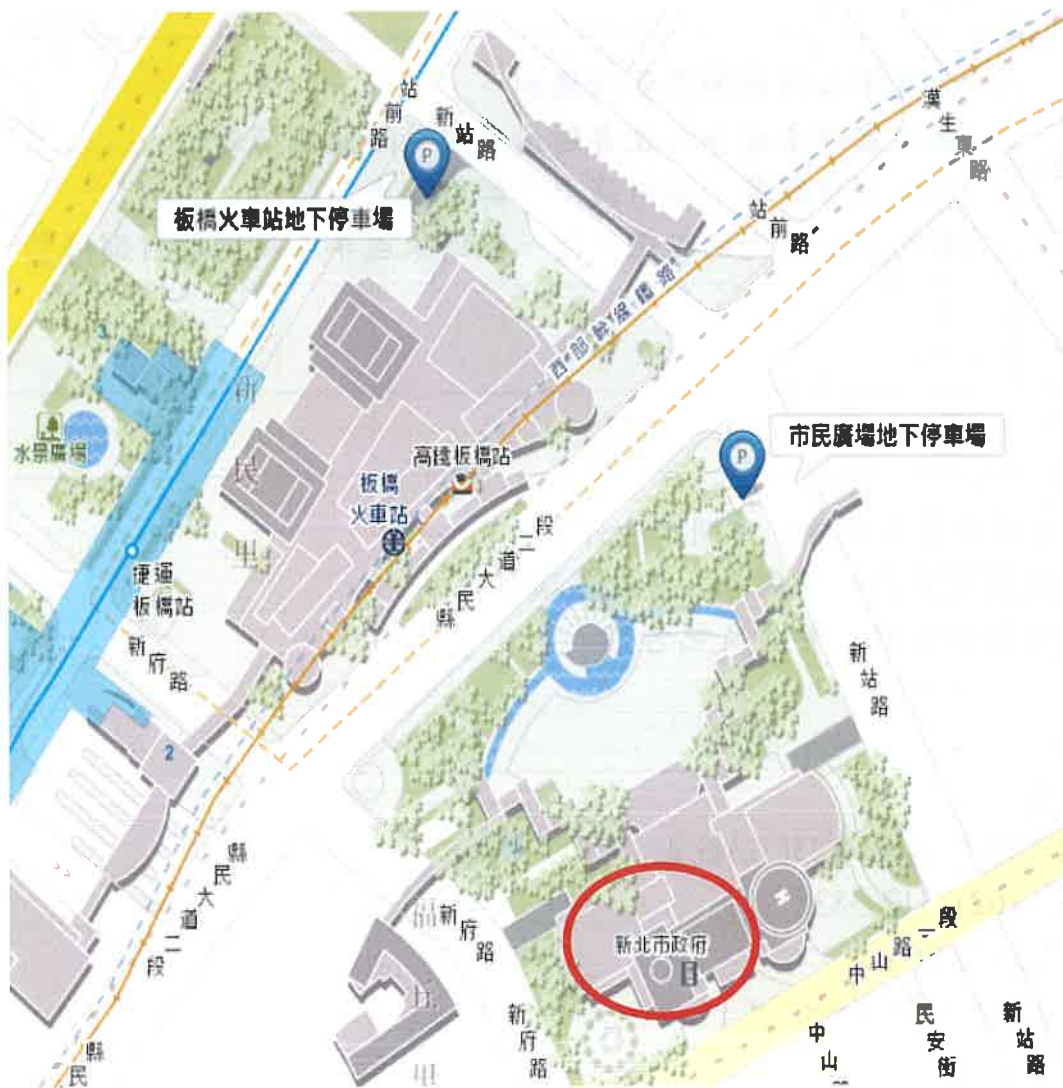 站前路
新站路
漢生東路
P
板橋火車站地下停車場
站前路
西部縱貫鐵路
3
新民里
水景廣場
市民廣場地下停車場
P
高鐵板橋站
板橋
火車站
縣民大道二段
捷運
板橋站
新府路
新站路
2
縣民大道二段
新府路
福丘里
新北市政府
H
中山路一段
新府路
中山
民安街
新站路
縣民